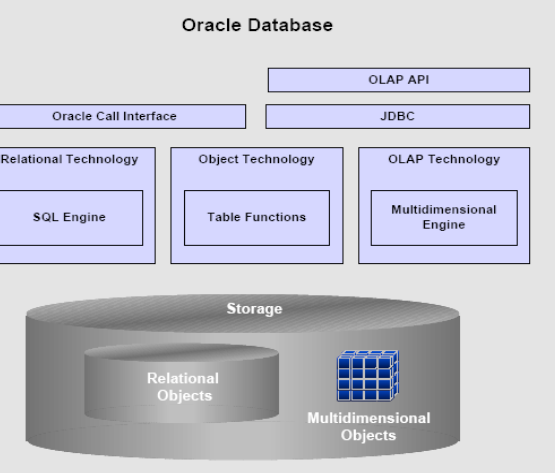 Oracle Database
OLAP API
Oracle Call Interface
JDBC
Relational Technology
Object Technology
OLAP Technology
SQL Engine
Table Functions
Multidimensional
Engine
Storage
Relational
Objects
Multidimensional
Objects